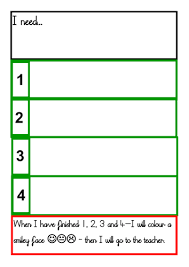 I need..
1
2
3
4
When I have finished 1, 2, 3 and 4-I will colour a
smiley face ☺😐☹ - then I will go to the teacher.